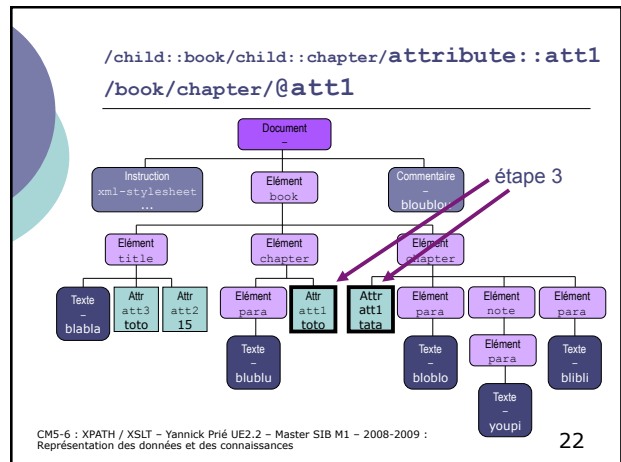 /child::book/child::chapter/attribute::att1
/book/chapter/@att1
Document
–
Instruction
xml-stylesheet
...
Elément
book
Commentaire
–
bloublou
étape 3
Elément
title
Elément
chapter
Elément
chapter
Texte
–
blabla
Attr
att3
toto
Attr
att2
15
Elément
para
Attr
att1
toto
Attr
att1
tata
Elément
para
Elément
note
Elément
para
Texte
–
blublu
Texte
–
bloblo
Elément
para
Texte
–
blibli
Texte
–
youpi
CM5-6 : XPATH / XSLT – Yannick Prié UE2.2 – Master SIB M1 – 2008-2009 :
Représentation des données et des connaissances
22